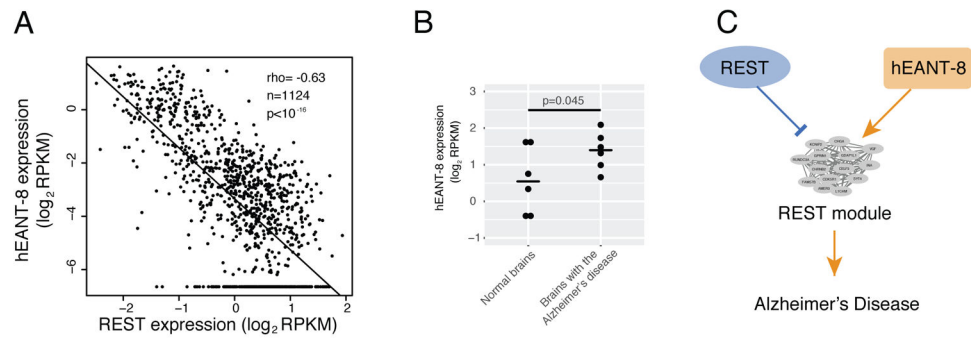 A
rho= -0.63
n=1124
p<10-16
0
-2
-4
-6
hEANT-8 expression
(log2 RPKM)
-2
-1
0
1
2
REST expression (log2 RPKM)
B
p=0.045
3
2
1
0
-1
hEANT-8 expression
(log2 RPKM)
Normal brains
Brains with the
Alzheimer's disease
C
REST
hEANT-8
REST module
Alzheimer's Disease